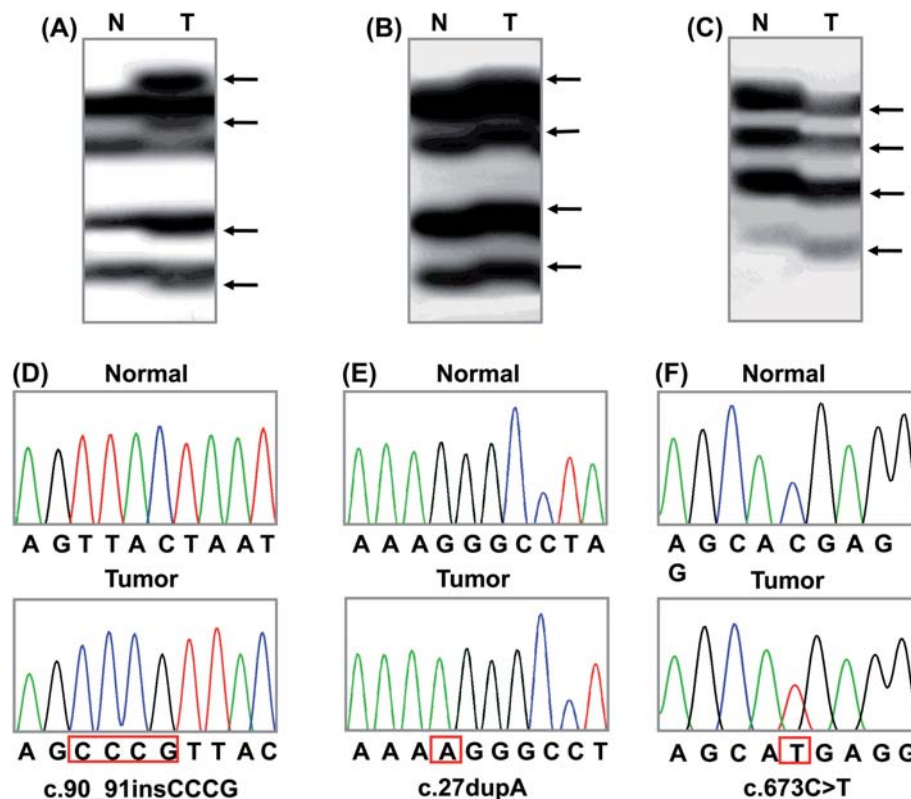 (A) N T
(B) N T
(C) N T
(D) Normal
A G T T A C T A A T
Tumor
A G C C C G T T A C
c.90_91insCCCG
(E) Normal
A A A G G G C C T A
Tumor
A A A A G G G C C T
c.27dupA
(F) Normal
A G C A C G A G
G
Tumor
A G C A T G A G G
c.673C>T